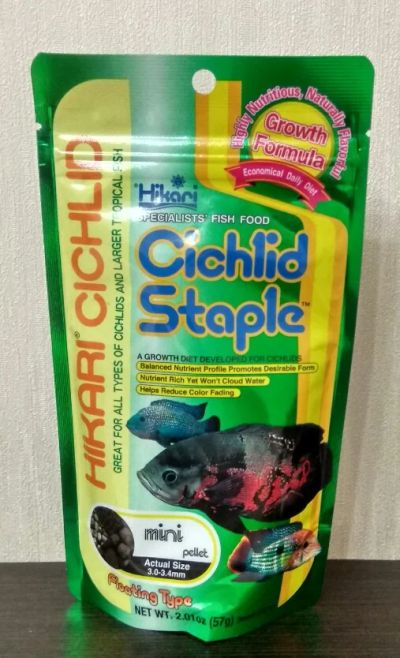 Highly Nutritious, Naturally Flavorful
Growth
Formula
Economical Daily Diet
Hikari
SPECIALISTS' FISH FOOD
Cichlid
Staple™
A GROWTH DIET DEVELOPED FOR CICHLIDS
Balanced Nutrient Profile Promotes Desirable Form
Nutrient Rich Yet Won't Cloud Water
Helps Reduce Color Fading
HIKARI® CICHLID
GREAT FOR ALL TYPES OF CICHLIDS AND LARGER TROPICAL FISH
mini
pellet
Actual Size
3.0-3.4mm
Floating Type
NET WT. 2.01oz (57g)